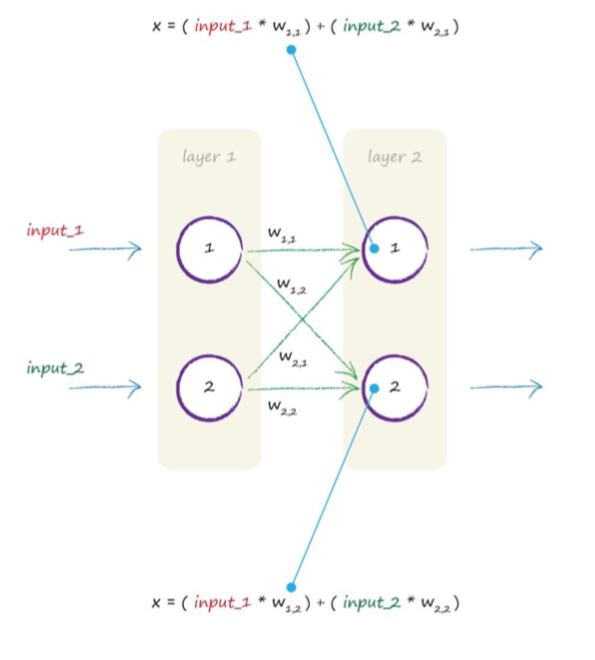 x = ( input_1 * w1,1 ) + ( input_2 * w2,1 )
layer 1
layer 2
input_1
w1,1
1
1
w1,2
input_2
w2,1
2
2
w2,2
x = ( input_1 * w1,2 ) + ( input_2 * w2,2 )